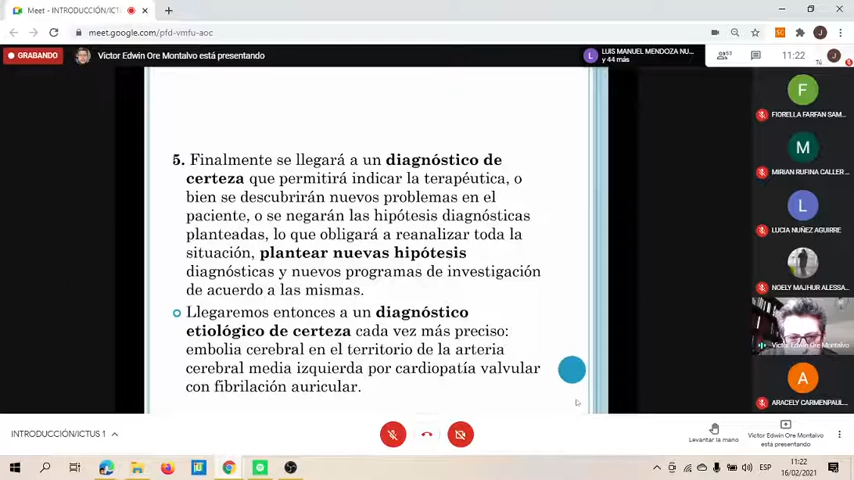 Meet - INTRODUCCIÓN/ICTA
meet.google.com/pfd-vmfu-aoc
GRABANDO
Victor Edwin Ore Montalvo está presentando
LUIS MANUEL MENDOZA NU...
y 44 más
11:22
Tú
J
5. Finalmente se llegará a un diagnóstico de
certeza que permitirá indicar la terapéutica, o
bien se descubrirán nuevos problemas en el
paciente, o se negarán las hipótesis diagnósticas
planteadas, lo que obligará a reanalizar toda la
situación, plantear nuevas hipótesis
diagnósticas y nuevos programas de investigación
de acuerdo a las mismas.
Llegaremos entonces a un diagnóstico
etiológico de certeza cada vez más preciso:
embolia cerebral en el territorio de la arteria
cerebral media izquierda por cardiopatía valvular
con fibrilación auricular.
F
FIORELLA FARFAN SAM...
M
MIRIAN RUFINA CALLER...
L
LUCIA NUÑEZ AGUIRRE
NOELY MAJHUR ALESSA...
Victor Edwin Ore Montalvo
A
ARACELY CARMENPAUL...
INTRODUCCIÓN/ICTUS 1
Levantar la mano
Victor Edwin Ore Montalvo
está presentando
ESP
11:22
16/02/2021